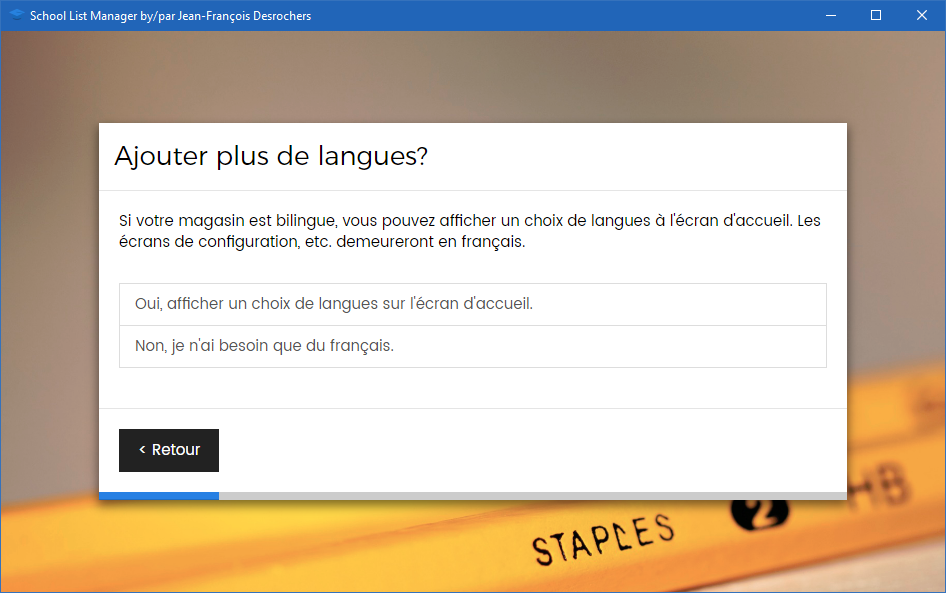 School List Manager by/par Jean-François Desrochers
Ajouter plus de langues?
Si votre magasin est bilingue, vous pouvez afficher un choix de langues à l'écran d'accueil. Les
écrans de configuration, etc. demeureront en français.
Oui, afficher un choix de langues sur l'écran d'accueil.
Non, je n'ai besoin que du français.
< Retour
STAPLES 2 HB